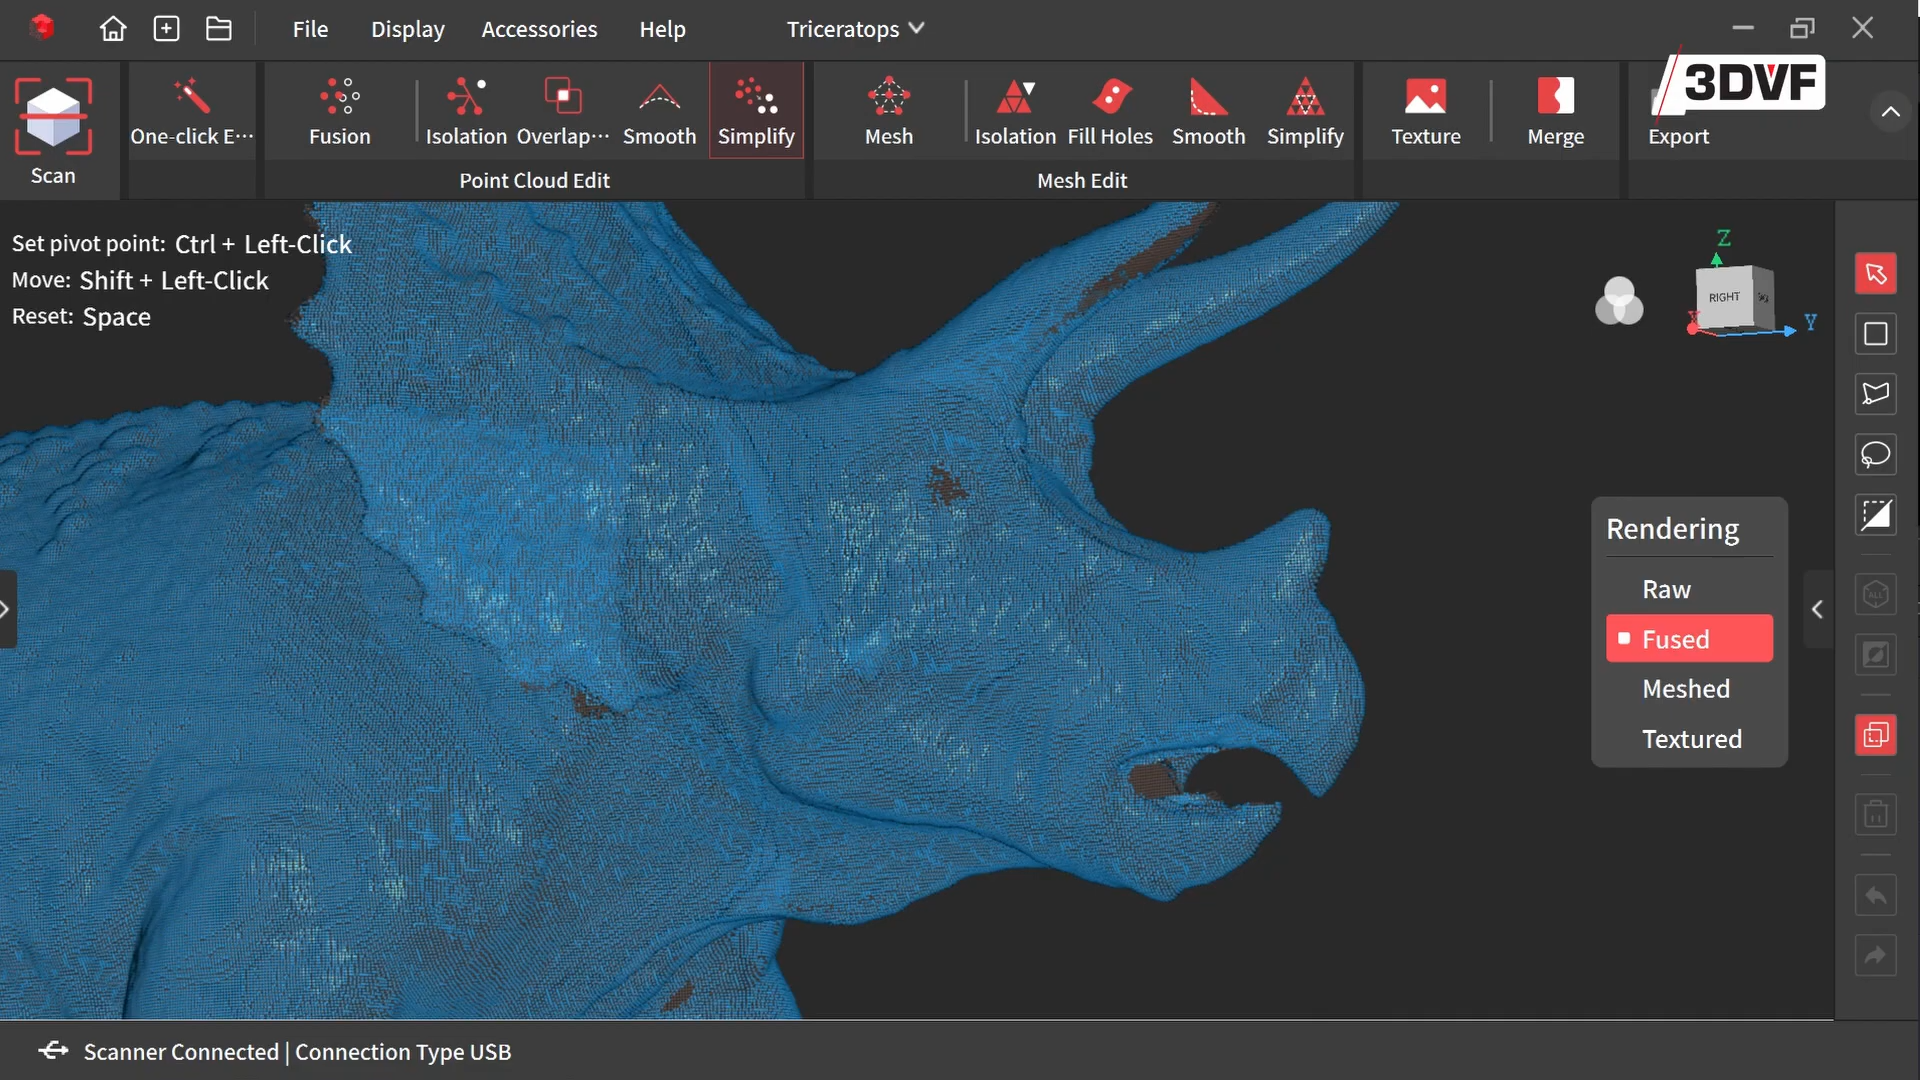 File Display Accessories Help Triceratops
3DVF
Scan
One-click E...
Fusion
Isolation
Overlap...
Smooth
Simplify
Point Cloud Edit
Mesh
Isolation
Fill Holes
Smooth
Simplify
Mesh Edit
Texture
Merge
Export
Set pivot point: Ctrl + Left-Click
Move: Shift + Left-Click
Reset: Space
Z
RIGHT
X
Y
Rendering
Raw
Fused
Meshed
Textured
ALL
Scanner Connected | Connection Type USB